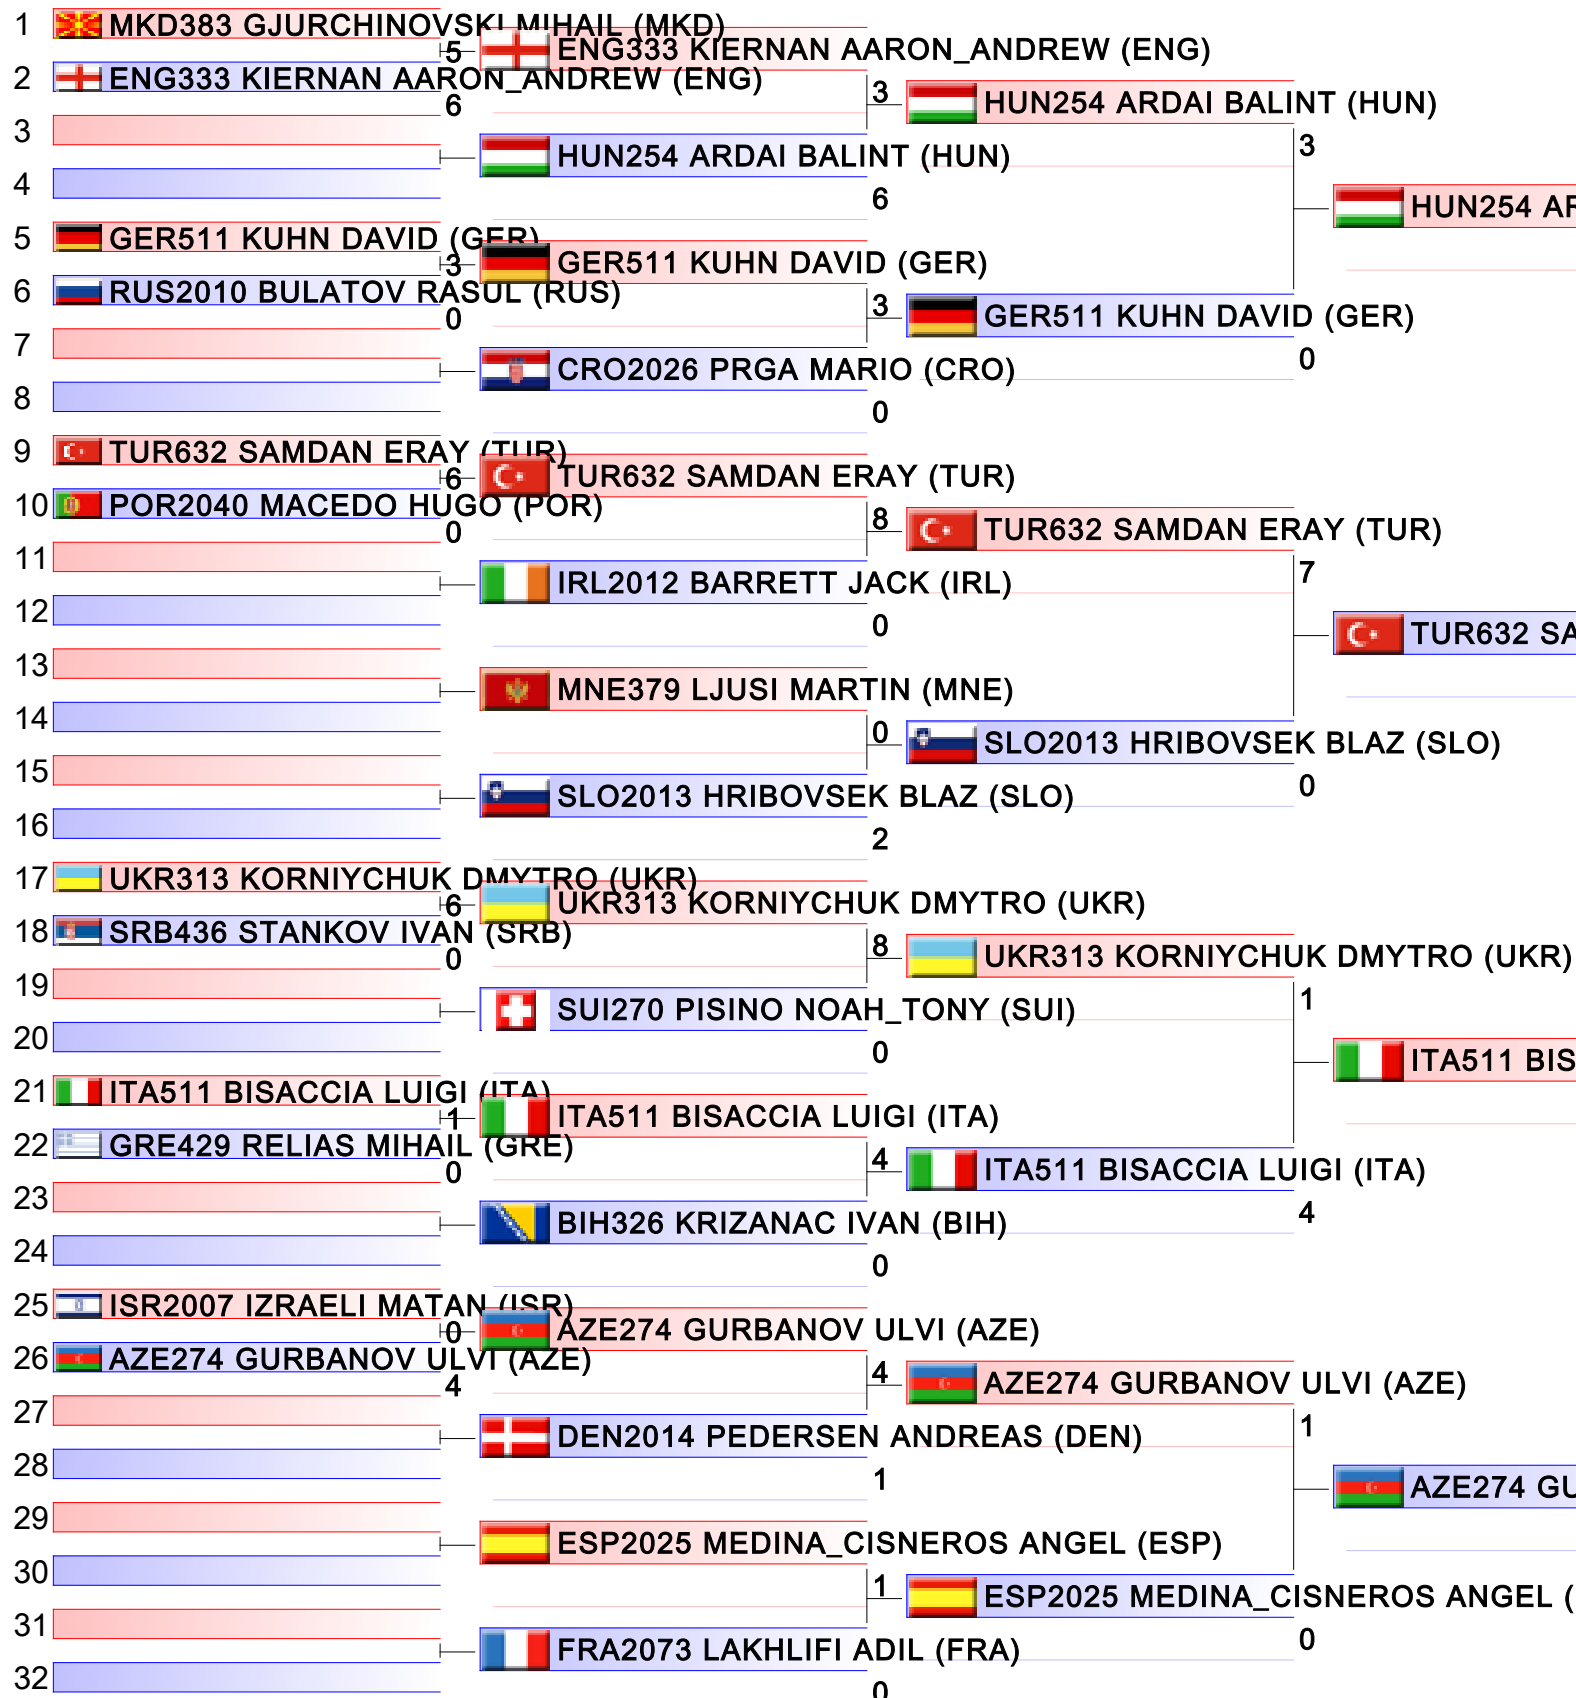 1 MKD383 GJURCHINOVSKI MIHAIL (MKD)
5
ENG333 KIERNAN AARON_ANDREW (ENG)
2 ENG333 KIERNAN AARON_ANDREW (ENG)
6
3
HUN254 ARDAI BALINT (HUN)
3
3
HUN254 ARDAI BALINT (HUN)
4
6
HUN254 AR
5 GER511 KUHN DAVID (GER)
3
GER511 KUHN DAVID (GER)
6 RUS2010 BULATOV RASUL (RUS)
0
3
GER511 KUHN DAVID (GER)
7
0
CRO2026 PRGA MARIO (CRO)
8
0
9 TUR632 SAMDAN ERAY (TUR)
6
TUR632 SAMDAN ERAY (TUR)
10 POR2040 MACEDO HUGO (POR)
0
8
TUR632 SAMDAN ERAY (TUR)
11
7
IRL2012 BARRETT JACK (IRL)
12
0
TUR632 SA
13
MNE379 LJUSI MARTIN (MNE)
14
0
SLO2013 HRIBOVSEK BLAZ (SLO)
15
0
SLO2013 HRIBOVSEK BLAZ (SLO)
16
2
17 UKR313 KORNIYCHUK DMYTRO (UKR)
6
UKR313 KORNIYCHUK DMYTRO (UKR)
18 SRB436 STANKOV IVAN (SRB)
0
8
UKR313 KORNIYCHUK DMYTRO (UKR)
19
1
SUI270 PISINO NOAH_TONY (SUI)
20
0
ITA511 BIS
21 ITA511 BISACCIA LUIGI (ITA)
1
ITA511 BISACCIA LUIGI (ITA)
22 GRE429 RELIAS MIHAIL (GRE)
0
4
ITA511 BISACCIA LUIGI (ITA)
23
4
BIH326 KRIZANAC IVAN (BIH)
24
0
25 ISR2007 IZRAELI MATAN (ISR)
0
AZE274 GURBANOV ULVI (AZE)
26 AZE274 GURBANOV ULVI (AZE)
4
4
AZE274 GURBANOV ULVI (AZE)
27
1
DEN2014 PEDERSEN ANDREAS (DEN)
28
1
AZE274 GU
29
ESP2025 MEDINA_CISNEROS ANGEL (ESP)
30
1
ESP2025 MEDINA_CISNEROS ANGEL (
31
0
FRA2073 LAKHLIFI ADIL (FRA)
32
0